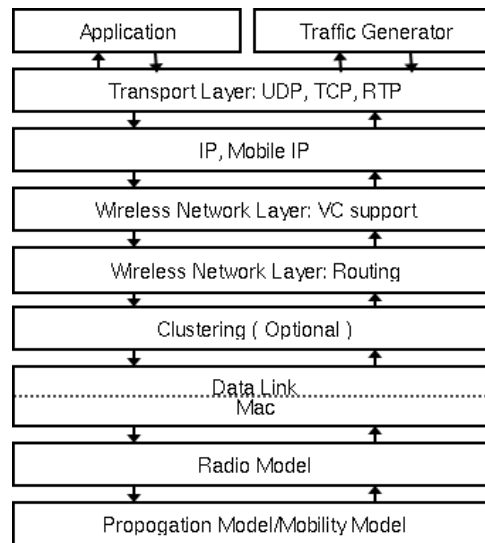 Application
Traffic Generator
Transport Layer: UDP, TCP, RTP
IP, Mobile IP
Wireless Network Layer: VC support
Wireless Network Layer: Routing
Clustering ( Optional )
Data Link
Mac
Radio Model
Propogation Model/Mobility Model